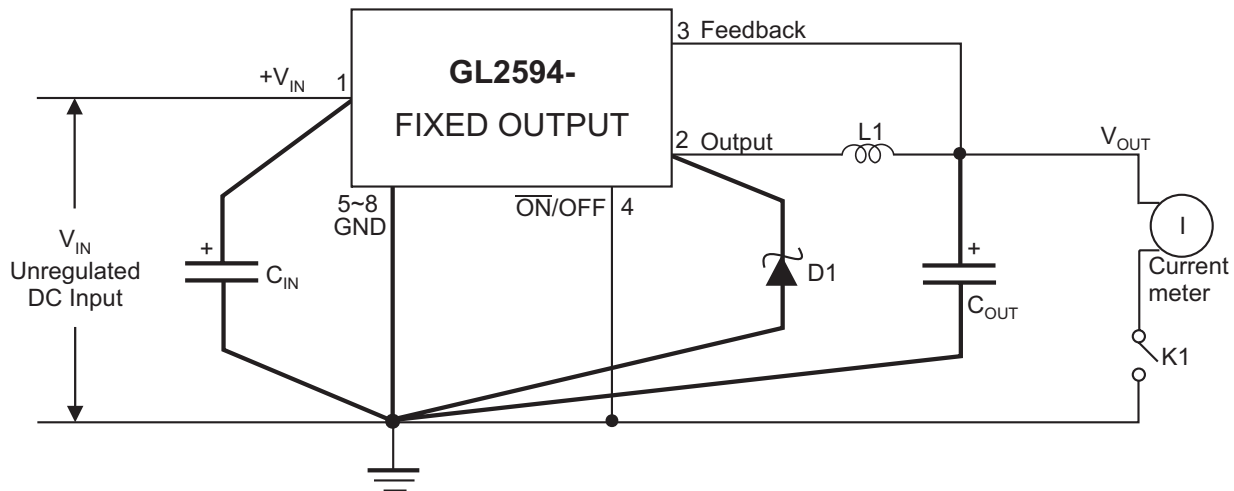 3 Feedback
GL2594-
FIXED OUTPUT
+VIN
1
2 Output
L1
VOUT
5~8
GND
ON/OFF
4
I
VIN
Unregulated
DC Input
+
CIN
D1
+
COUT
Current
meter
K1